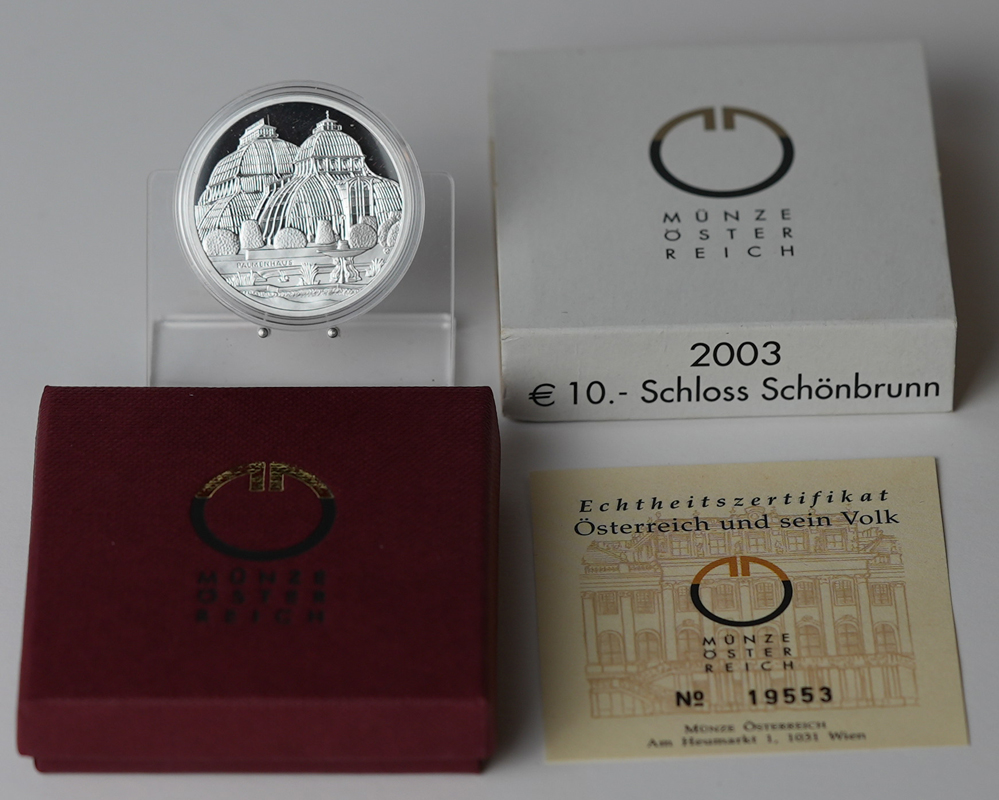 PALMENHAUS
MÜNZE
ÖSTER
REICH
2003
€ 10.- Schloss Schönbrunn
MÜNZE
ÖSTER
REICH
Echtheitszertifikat
Österreich und sein Volk
MÜNZE
ÖSTER
REICH
№ 19553
MÜNZE ÖSTERREICH
Am Heumarkt 1, 1031 Wien